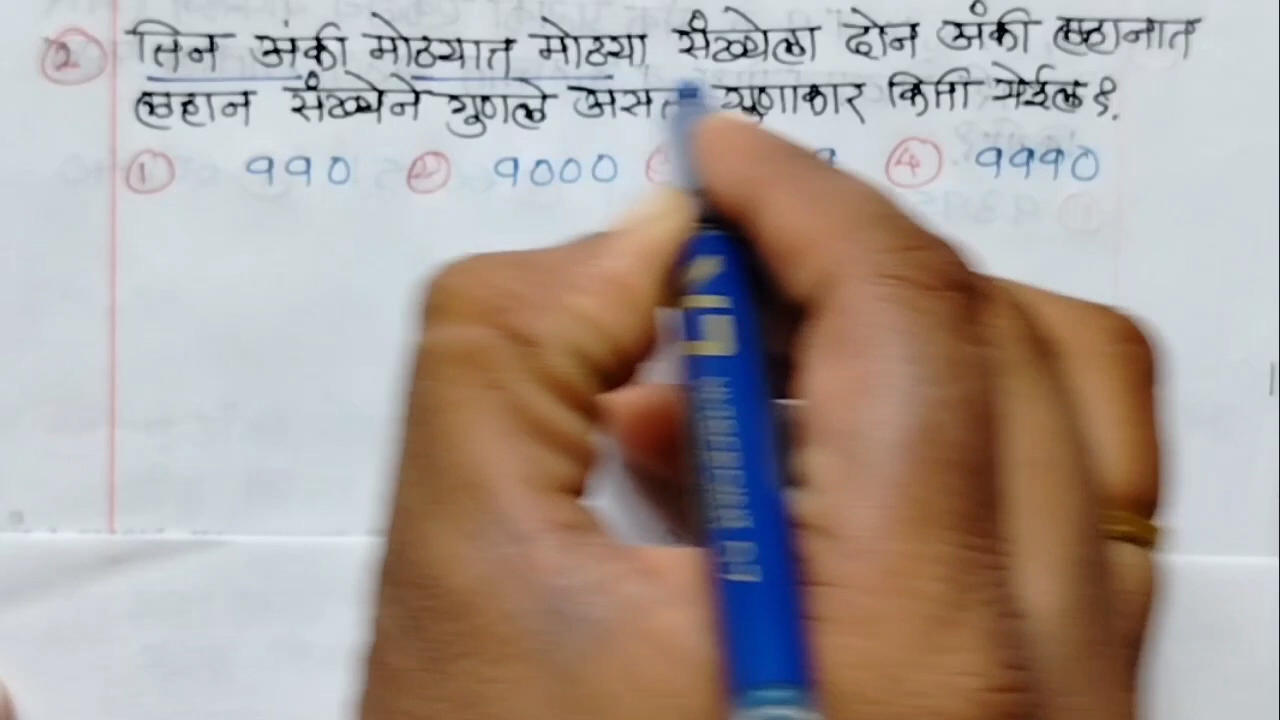 ② तिन अंकी मोठ्यात मोठ्या संख्येला दोन अंकी लहानात
लहान संख्येने गुणले असता गुणाकार किती येईल ?
① 990 ② 9000 ④ 9990